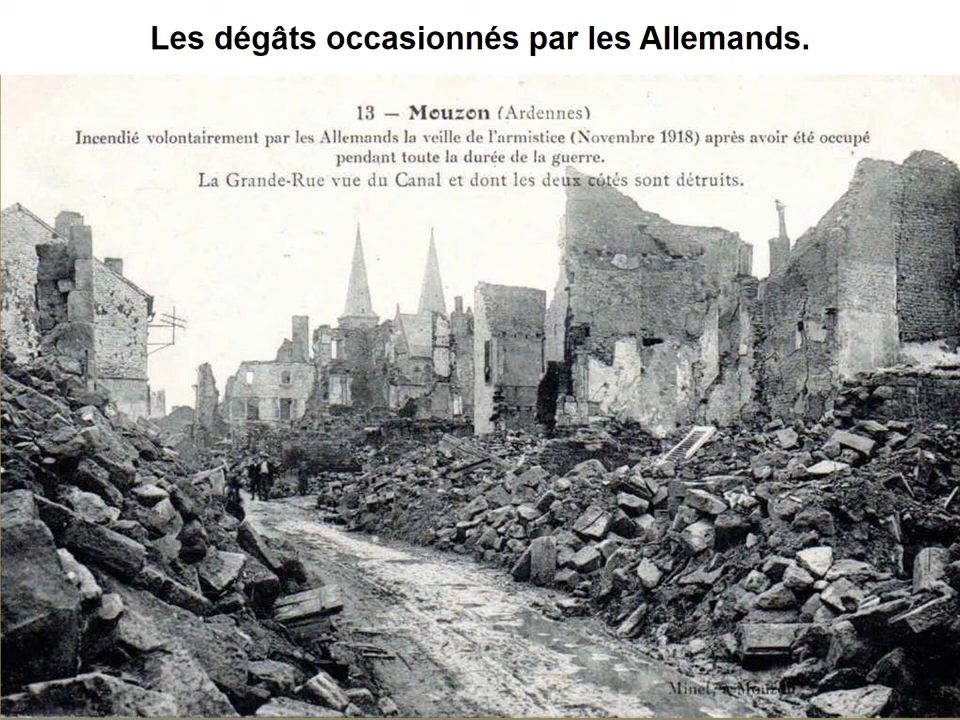 Les dégâts occasionnés par les Allemands.
13 — Mouzon (Ardennes)
Incendié volontairement par les Allemands la veille de l'armistice (Novembre 1918) après avoir été occupé
pendant toute la durée de la guerre.
La Grande-Rue vue du Canal et dont les deux côtés sont détruits.
Minet, à Mouzon